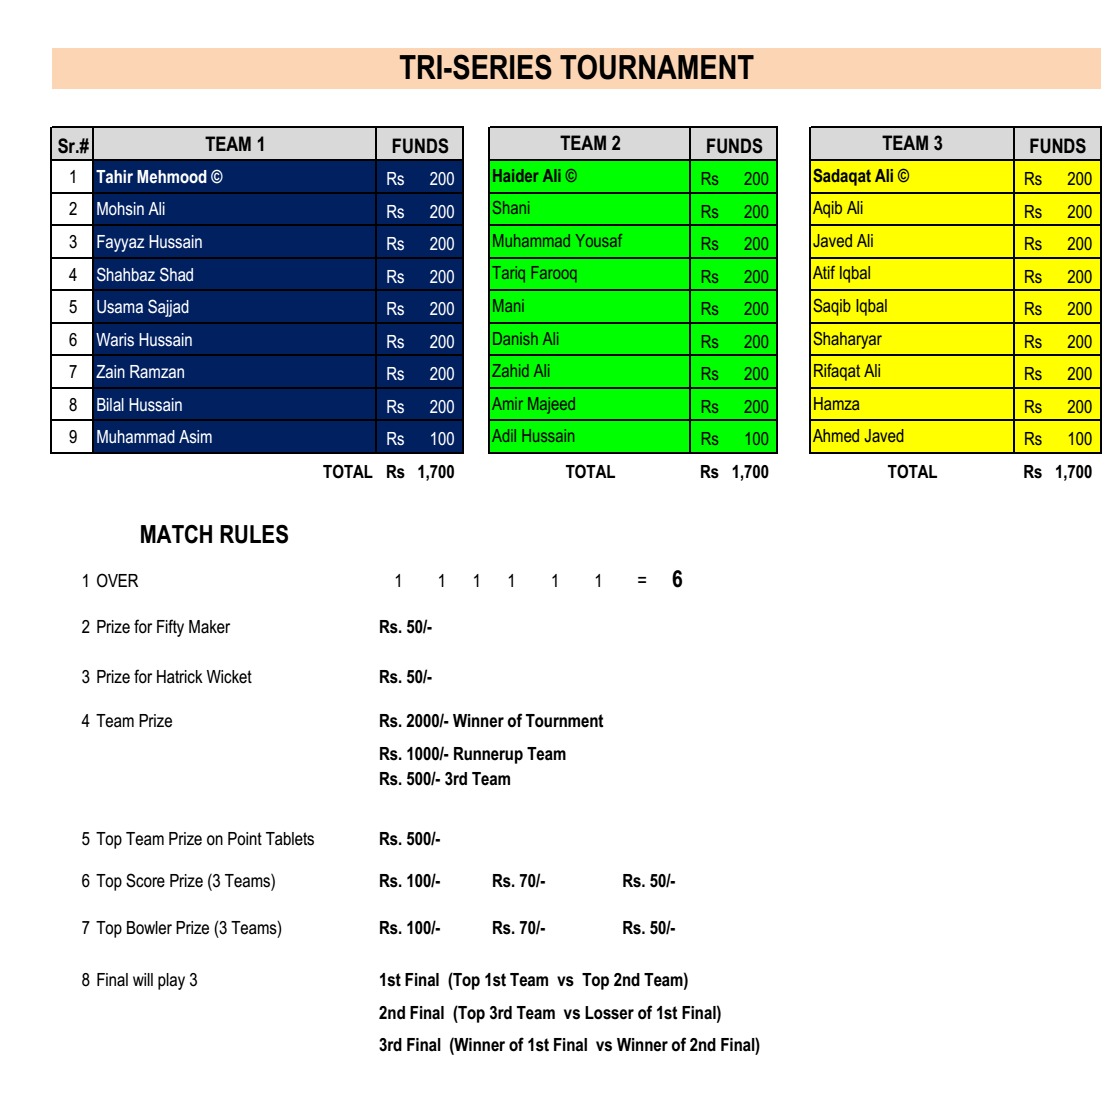 TRI-SERIES TOURNAMENT
Sr.# TEAM 1 FUNDS TEAM 2 FUNDS TEAM 3 FUNDS
1 Tahir Mehmood © Rs 200 Haider Ali © Rs 200 Sadaqat Ali © Rs 200
2 Mohsin Ali Rs 200 Shani Rs 200 Aqib Ali Rs 200
3 Fayyaz Hussain Rs 200 Muhammad Yousaf Rs 200 Javed Ali Rs 200
4 Shahbaz Shad Rs 200 Tariq Farooq Rs 200 Atif Iqbal Rs 200
5 Usama Sajjad Rs 200 Mani Rs 200 Saqib Iqbal Rs 200
6 Waris Hussain Rs 200 Danish Ali Rs 200 Shaharyar Rs 200
7 Zain Ramzan Rs 200 Zahid Ali Rs 200 Rifaqat Ali Rs 200
8 Bilal Hussain Rs 200 Amir Majeed Rs 200 Hamza Rs 200
9 Muhammad Asim Rs 100 Adil Hussain Rs 100 Ahmed Javed Rs 100
TOTAL Rs 1,700 TOTAL Rs 1,700 TOTAL Rs 1,700
MATCH RULES
1 OVER 1 1 1 1 1 1 = 6
2 Prize for Fifty Maker Rs. 50/-
3 Prize for Hatrick Wicket Rs. 50/-
4 Team Prize Rs. 2000/- Winner of Tournment
Rs. 1000/- Runnerup Team
Rs. 500/- 3rd Team
5 Top Team Prize on Point Tablets Rs. 500/-
6 Top Score Prize (3 Teams) Rs. 100/- Rs. 70/- Rs. 50/-
7 Top Bowler Prize (3 Teams) Rs. 100/- Rs. 70/- Rs. 50/-
8 Final will play 3 1st Final (Top 1st Team vs Top 2nd Team)
2nd Final (Top 3rd Team vs Losser of 1st Final)
3rd Final (Winner of 1st Final vs Winner of 2nd Final)